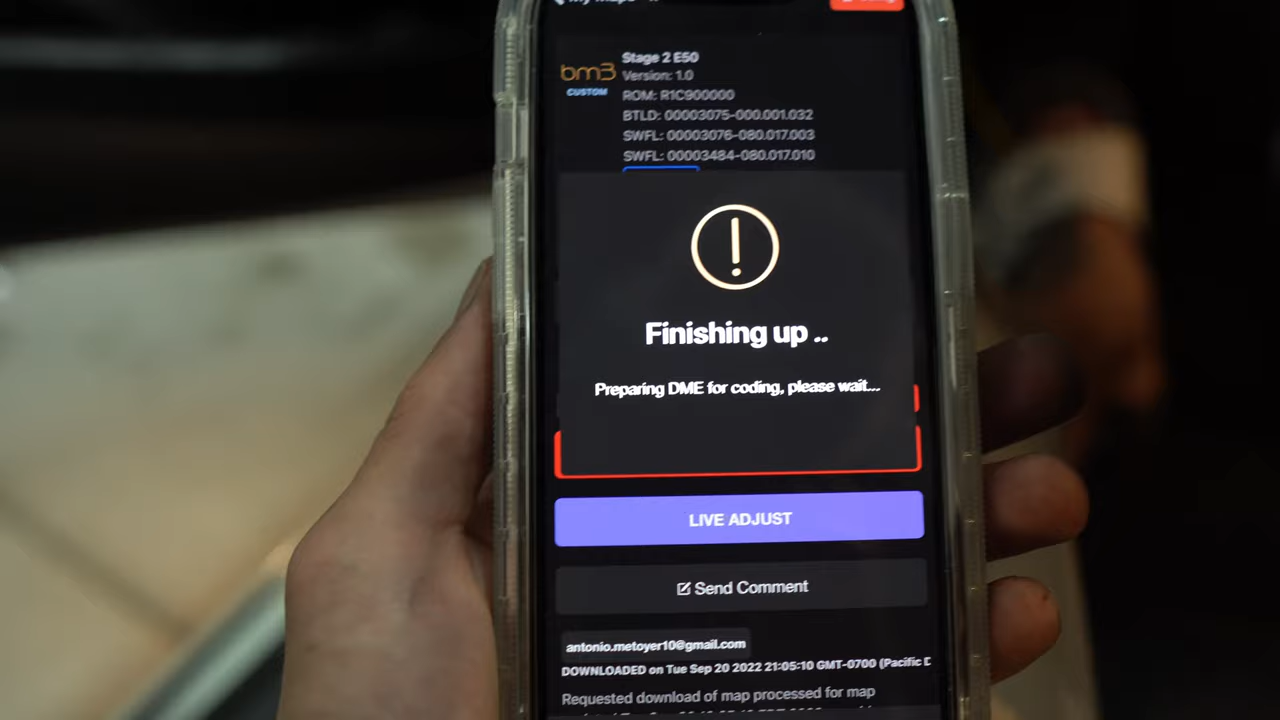 My Maps
bm3
CUSTOM
Stage 2 E50
Version: 1.0
ROM: R1C900000
BTLD: 00003075-000.001.032
SWFL: 00003076-080.017.003
SWFL: 00003484-080.017.010
Finishing up ..
Preparing DME for coding, please wait...
LIVE ADJUST
Send Comment
antonio.metoyer10@gmail.com
DOWNLOADED on Tue Sep 20 2022 21:05:10 GMT-0700 (Pacific D
Requested download of map processed for map